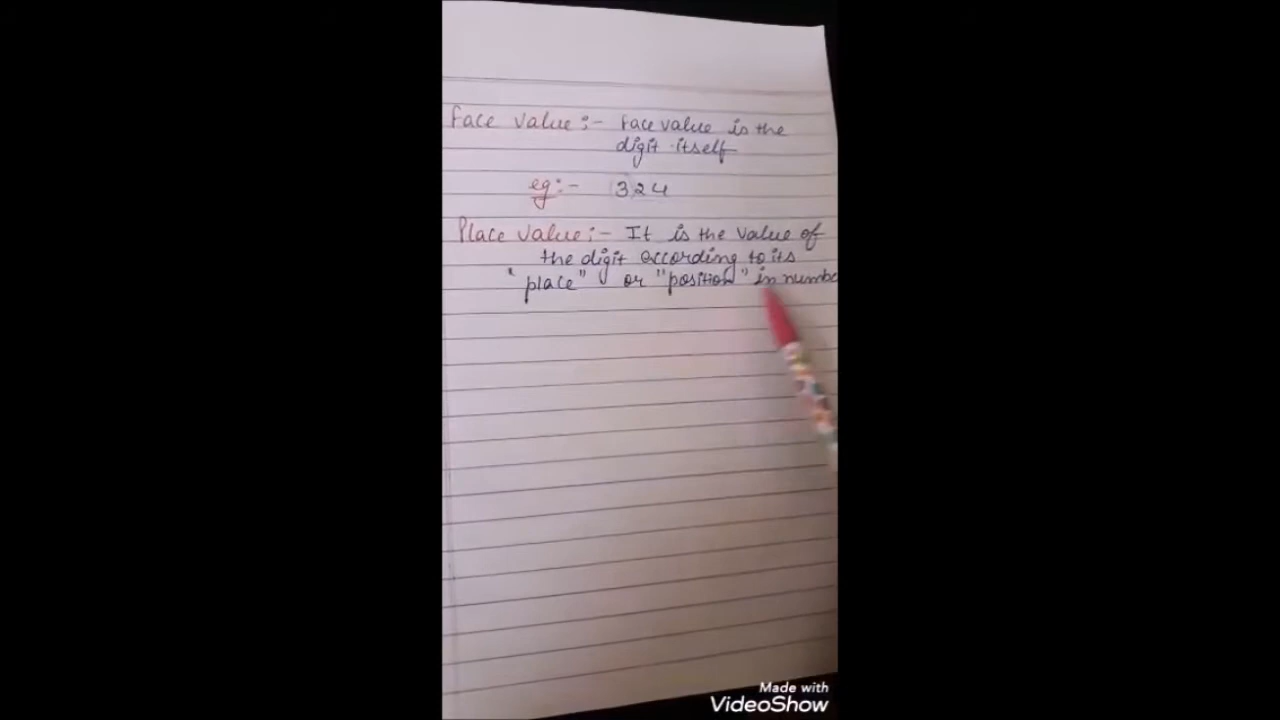 Face Value:- Face value is the
digit itself
eg:- 324
Place Value:- It is the value of
the digit according to its
"place" or "position" in numbe
Made with
VideoShow